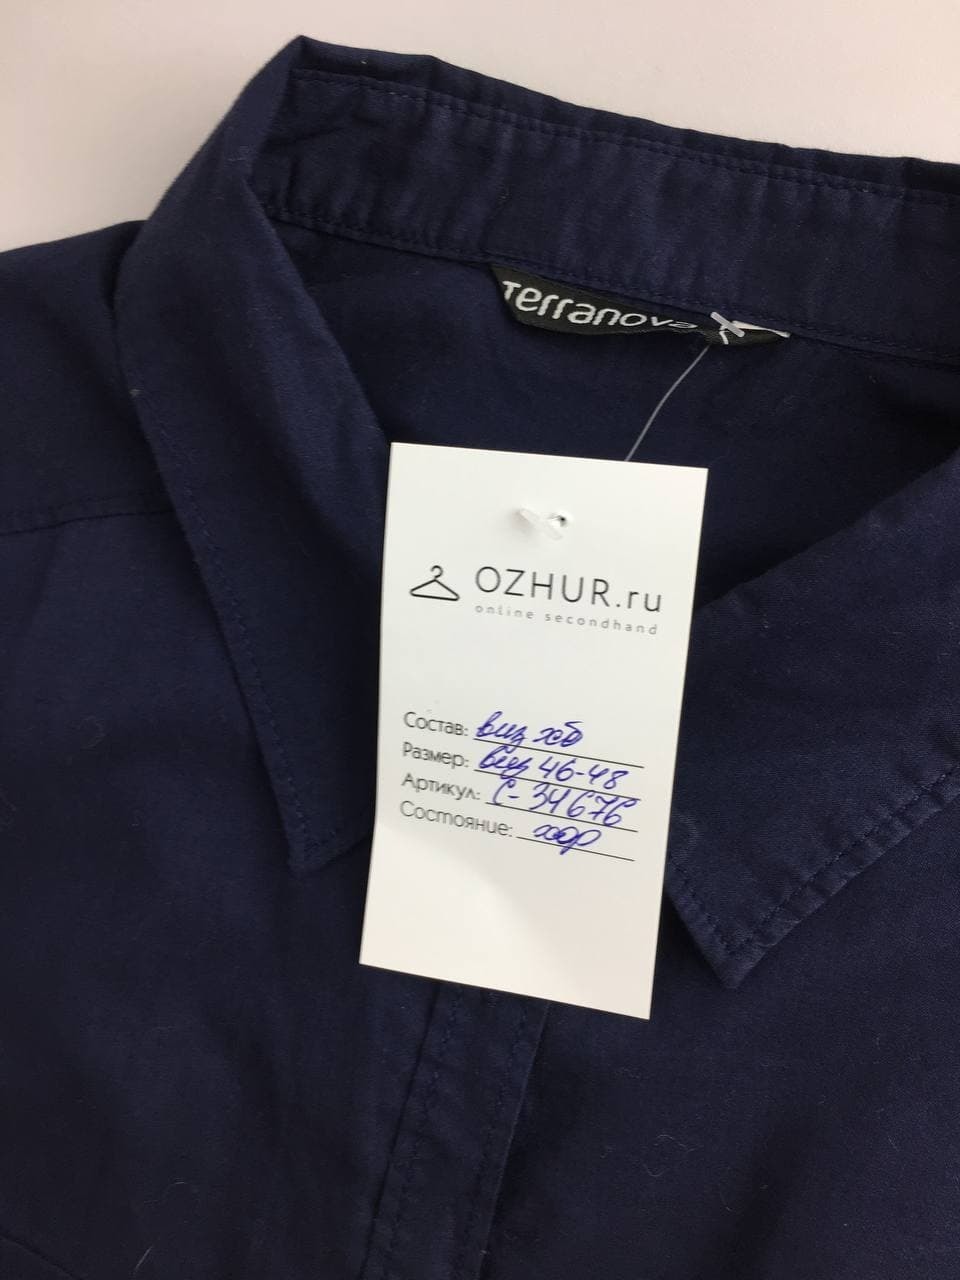 Terranova
OZHUR.ru
online secondhand
Состав: виз хб
Размер: виз 46-48
Артикул: С-34676
Состояние: хор